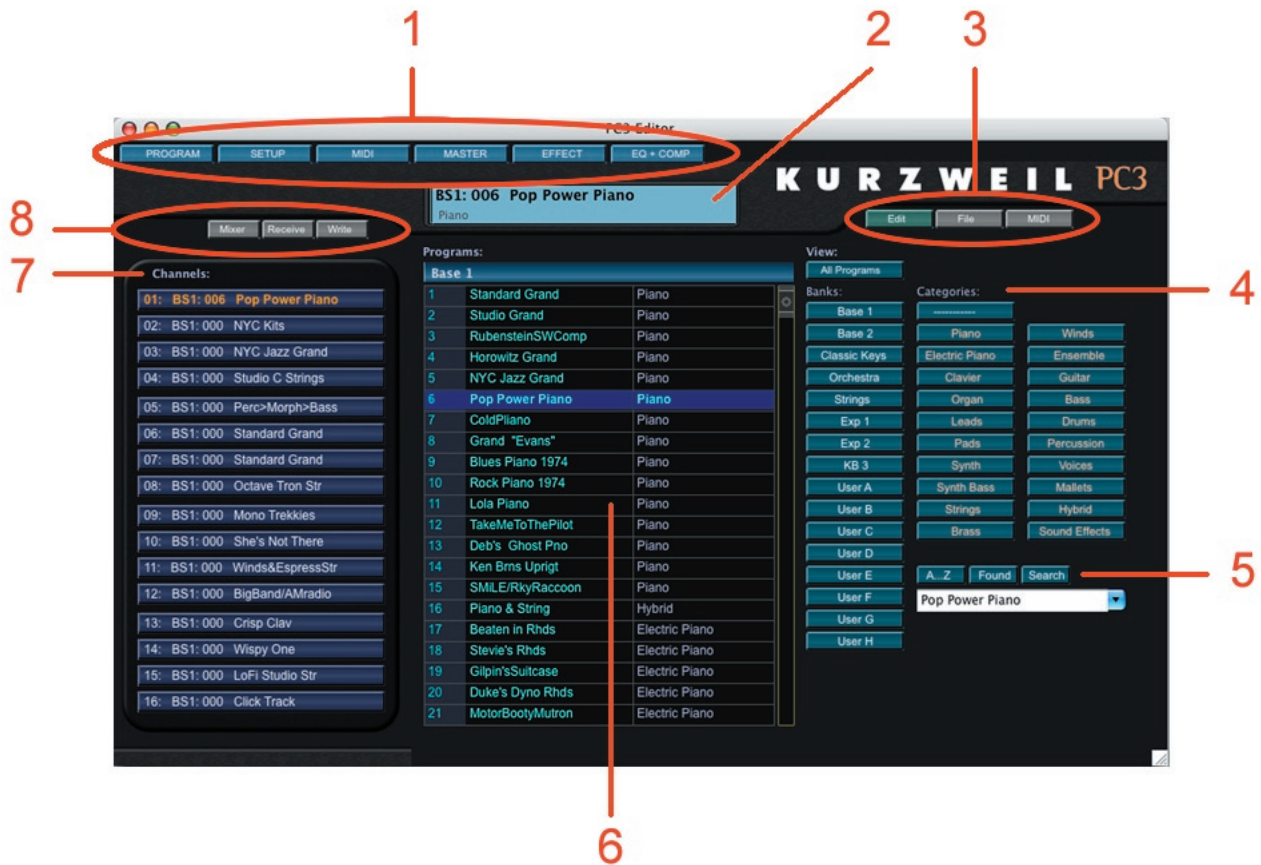 1
2
3
PC3 Editor
PROGRAM SETUP MIDI MASTER EFFECT EQ + COMP
KURZWEIL PC3
BS1: 006 Pop Power Piano
Piano
Edit File MIDI
8
Mixer Receive Write
7
Channels:
01: BS1: 006 Pop Power Piano
02: BS1: 000 NYC Kits
03: BS1: 000 NYC Jazz Grand
04: BS1: 000 Studio C Strings
05: BS1: 000 Perc>Morph>Bass
06: BS1: 000 Standard Grand
07: BS1: 000 Standard Grand
08: BS1: 000 Octave Tron Str
09: BS1: 000 Mono Trekkies
10: BS1: 000 She's Not There
11: BS1: 000 Winds&EspressStr
12: BS1: 000 BigBand/AMradio
13: BS1: 000 Crisp Clav
14: BS1: 000 Wispy One
15: BS1: 000 LoFi Studio Str
16: BS1: 000 Click Track
Programs:
Base 1
1 Standard Grand Piano
2 Studio Grand Piano
3 RubensteinSWComp Piano
4 Horowitz Grand Piano
5 NYC Jazz Grand Piano
6 Pop Power Piano Piano
7 ColdPliano Piano
8 Grand "Evans" Piano
9 Blues Piano 1974 Piano
10 Rock Piano 1974 Piano
11 Lola Piano Piano
12 TakeMeToThePilot Piano
13 Deb's Ghost Pno Piano
14 Ken Brns Uprigt Piano
15 SMiLE/RkyRaccoon Piano
16 Piano & String Hybrid
17 Beaten in Rhds Electric Piano
18 Stevie's Rhds Electric Piano
19 Gilpin'sSuitcase Electric Piano
20 Duke's Dyno Rhds Electric Piano
21 MotorBootyMutron Electric Piano
6
View:
All Programs
Banks:
Base 1
Base 2
Classic Keys
Orchestra
Strings
Exp 1
Exp 2
KB 3
User A
User B
User C
User D
User E
User F
User G
User H
Categories:
4
------------
Piano Winds
Electric Piano Ensemble
Clavier Guitar
Organ Bass
Leads Drums
Pads Percussion
Synth Voices
Synth Bass Mallets
Strings Hybrid
Brass Sound Effects
A...Z Found Search
5
Pop Power Piano